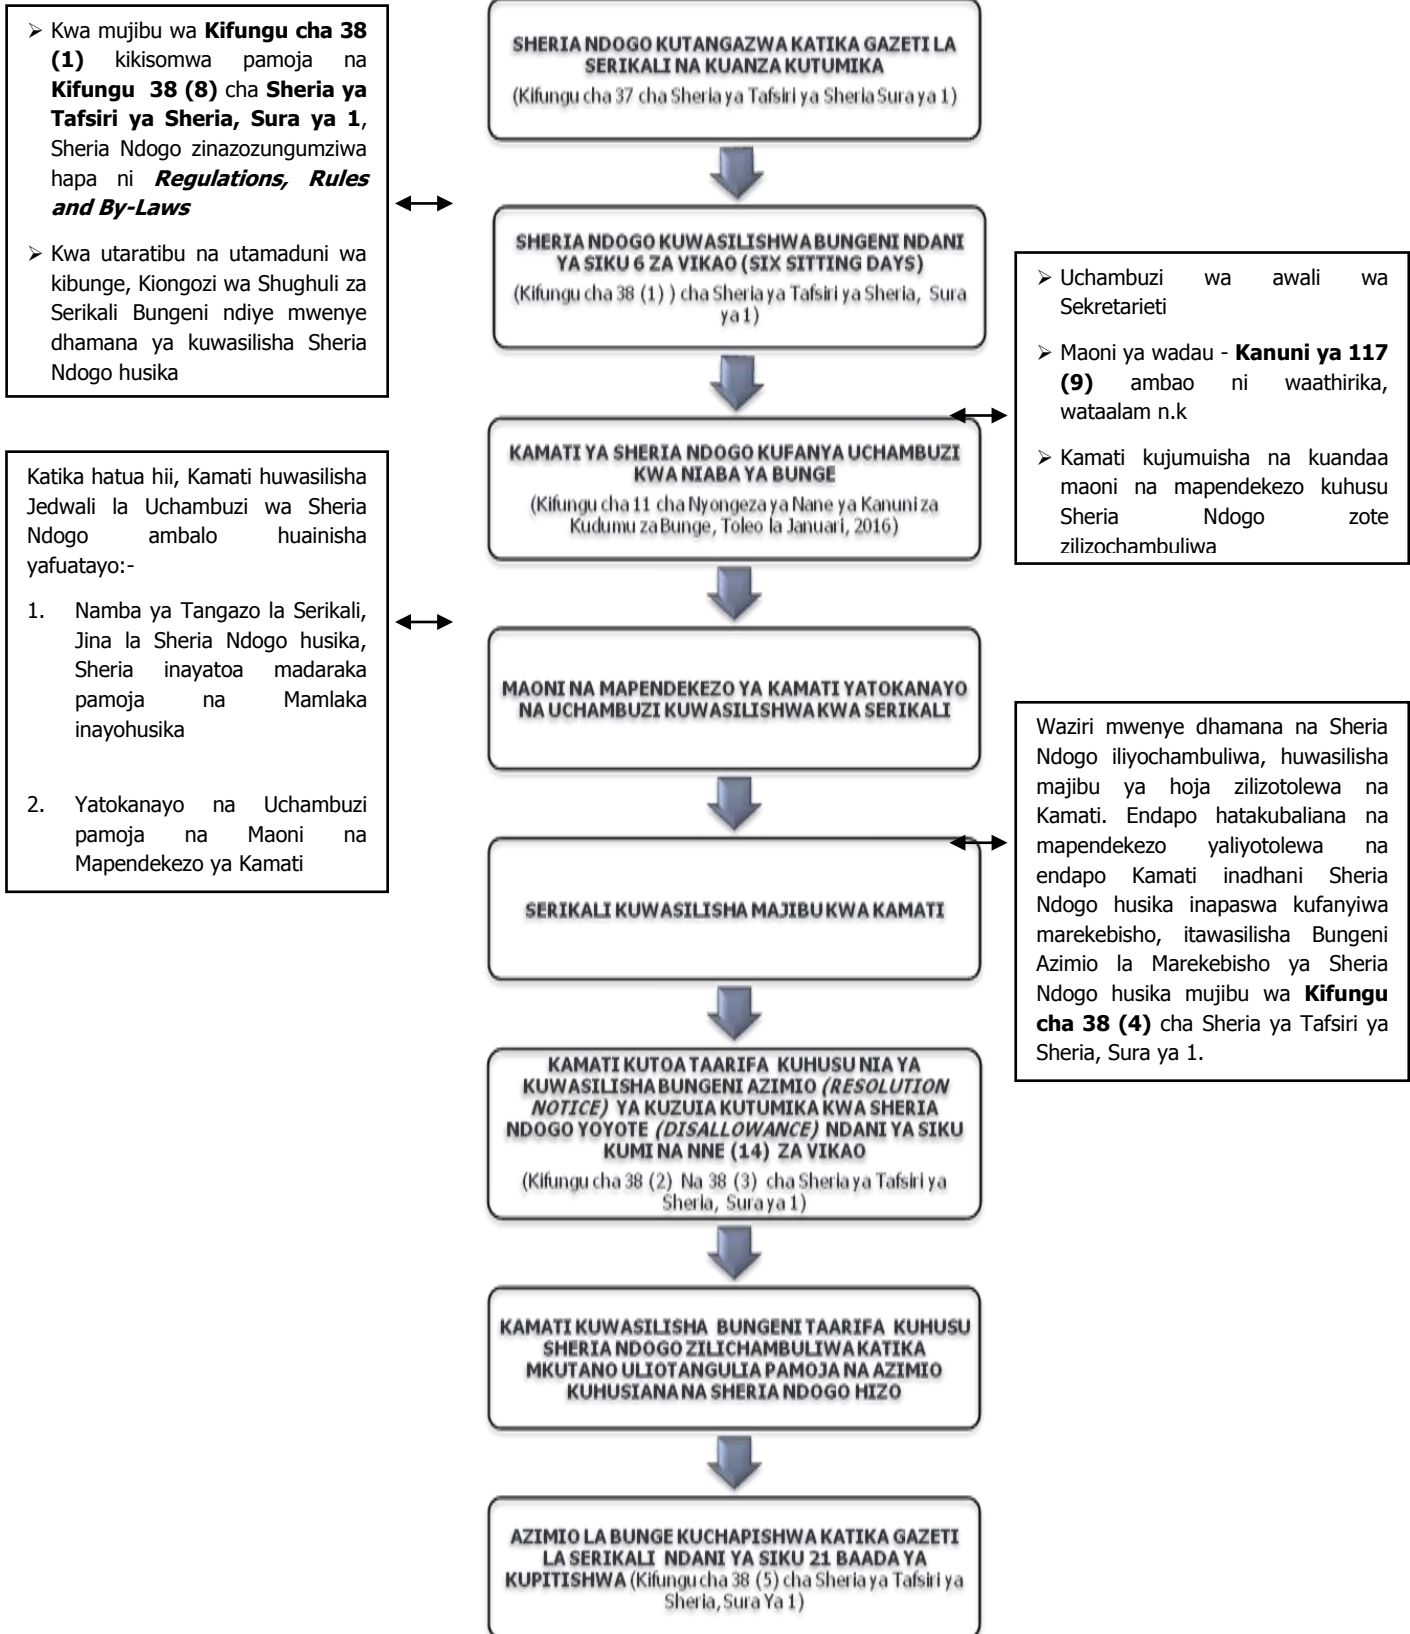 ➢ Kwa mujibu wa Kifungu cha 38
(1) kikisomwa pamoja na
Kifungu 38 (8) cha Sheria ya
Tafsiri ya Sheria, Sura ya 1,
Sheria Ndogo zinazozungumziwa
hapa ni Regulations, Rules
and By-Laws
➢ Kwa utaratibu na utamaduni wa
kibunge, Kiongozi wa Shughuli za
Serikali Bungeni ndiye mwenye
dhamana ya kuwasilisha Sheria
Ndogo husika
SHERIA NDOGO KUTANGAZWA KATIKA GAZETI LA
SERIKALI NA KUANZA KUTUMIKA
(Kifungu cha 37 cha Sheria ya Tafsiri ya Sheria Sura ya 1)
SHERIA NDOGO KUWASILISHWA BUNGENI NDANI
YA SIKU 6 ZA VIKAO (SIX SITTING DAYS)
(Kifungu cha 38 (1) ) cha Sheria ya Tafsiri ya Sheria, Sura
ya 1)
➢ Uchambuzi wa awali wa
Sekretarieti
➢ Maoni ya wadau - Kanuni ya 117
(9) ambao ni waathirika,
wataalam n.k
➢ Kamati kujumuisha na kuandaa
maoni na mapendekezo kuhusu
Sheria Ndogo zote
zilizochambuliwa
KAMATI YA SHERIA NDOGO KUFANYA UCHAMBUZI
KWA NIABA YA BUNGE
(Kifungu cha 11 cha Nyongeza ya Nane ya Kanuni za
Kudumu za Bunge, Toleo la Januari, 2016)
Katika hatua hii, Kamati huwasilisha
Jedwali la Uchambuzi wa Sheria
Ndogo ambalo huainisha
yafuatayo:-
1. Namba ya Tangazo la Serikali,
Jina la Sheria Ndogo husika,
Sheria inayatoa madaraka
pamoja na Mamlaka
inayohusika
2. Yatokanayo na Uchambuzi
pamoja na Maoni na
Mapendekezo ya Kamati
MAONI NA MAPENDEKEZO YA KAMATI YATOKANAYO
NA UCHAMBUZI KUWASILISHWA KWA SERIKALI
SERIKALI KUWASILISHA MAJIBU KWA KAMATI
Waziri mwenye dhamana na Sheria
Ndogo iliyochambuliwa, huwasilisha
majibu ya hoja zilizotolewa na
Kamati. Endapo hatakubaliana na
mapendekezo yaliyotolewa na
endapo Kamati inadhani Sheria
Ndogo husika inapaswa kufanyiwa
marekebisho, itawasilisha Bungeni
Azimio la Marekebisho ya Sheria
Ndogo husika mujibu wa Kifungu
cha 38 (4) cha Sheria ya Tafsiri ya
Sheria, Sura ya 1.
KAMATI KUTOA TAARIFA KUHUSU NIA YA
KUWASILISHA BUNGENI AZIMIO (RESOLUTION
NOTICE) YA KUZUIA KUTUMIKA KWA SHERIA
NDOGO YOYOTE (DISALLOWANCE) NDANI YA SIKU
KUMI NA NNE (14) ZA VIKAO
(Kifungu cha 38 (2) Na 38 (3) cha Sheria ya Tafsiri ya
Sheria, Sura ya 1)
KAMATI KUWASILISHA BUNGENI TAARIFA KUHUSU
SHERIA NDOGO ZILICHAMBULIWA KATIKA
MKUTANO ULIOTANGULIA PAMOJA NA AZIMIO
KUHUSIANA NA SHERIA NDOGO HIZO
AZIMIO LA BUNGE KUCHAPISHWA KATIKA GAZETI
LA SERIKALI NDANI YA SIKU 21 BAADA YA
KUPITISHWA (Kifungu cha 38 (5) cha Sheria ya Tafsiri ya
Sheria, Sura Ya 1)